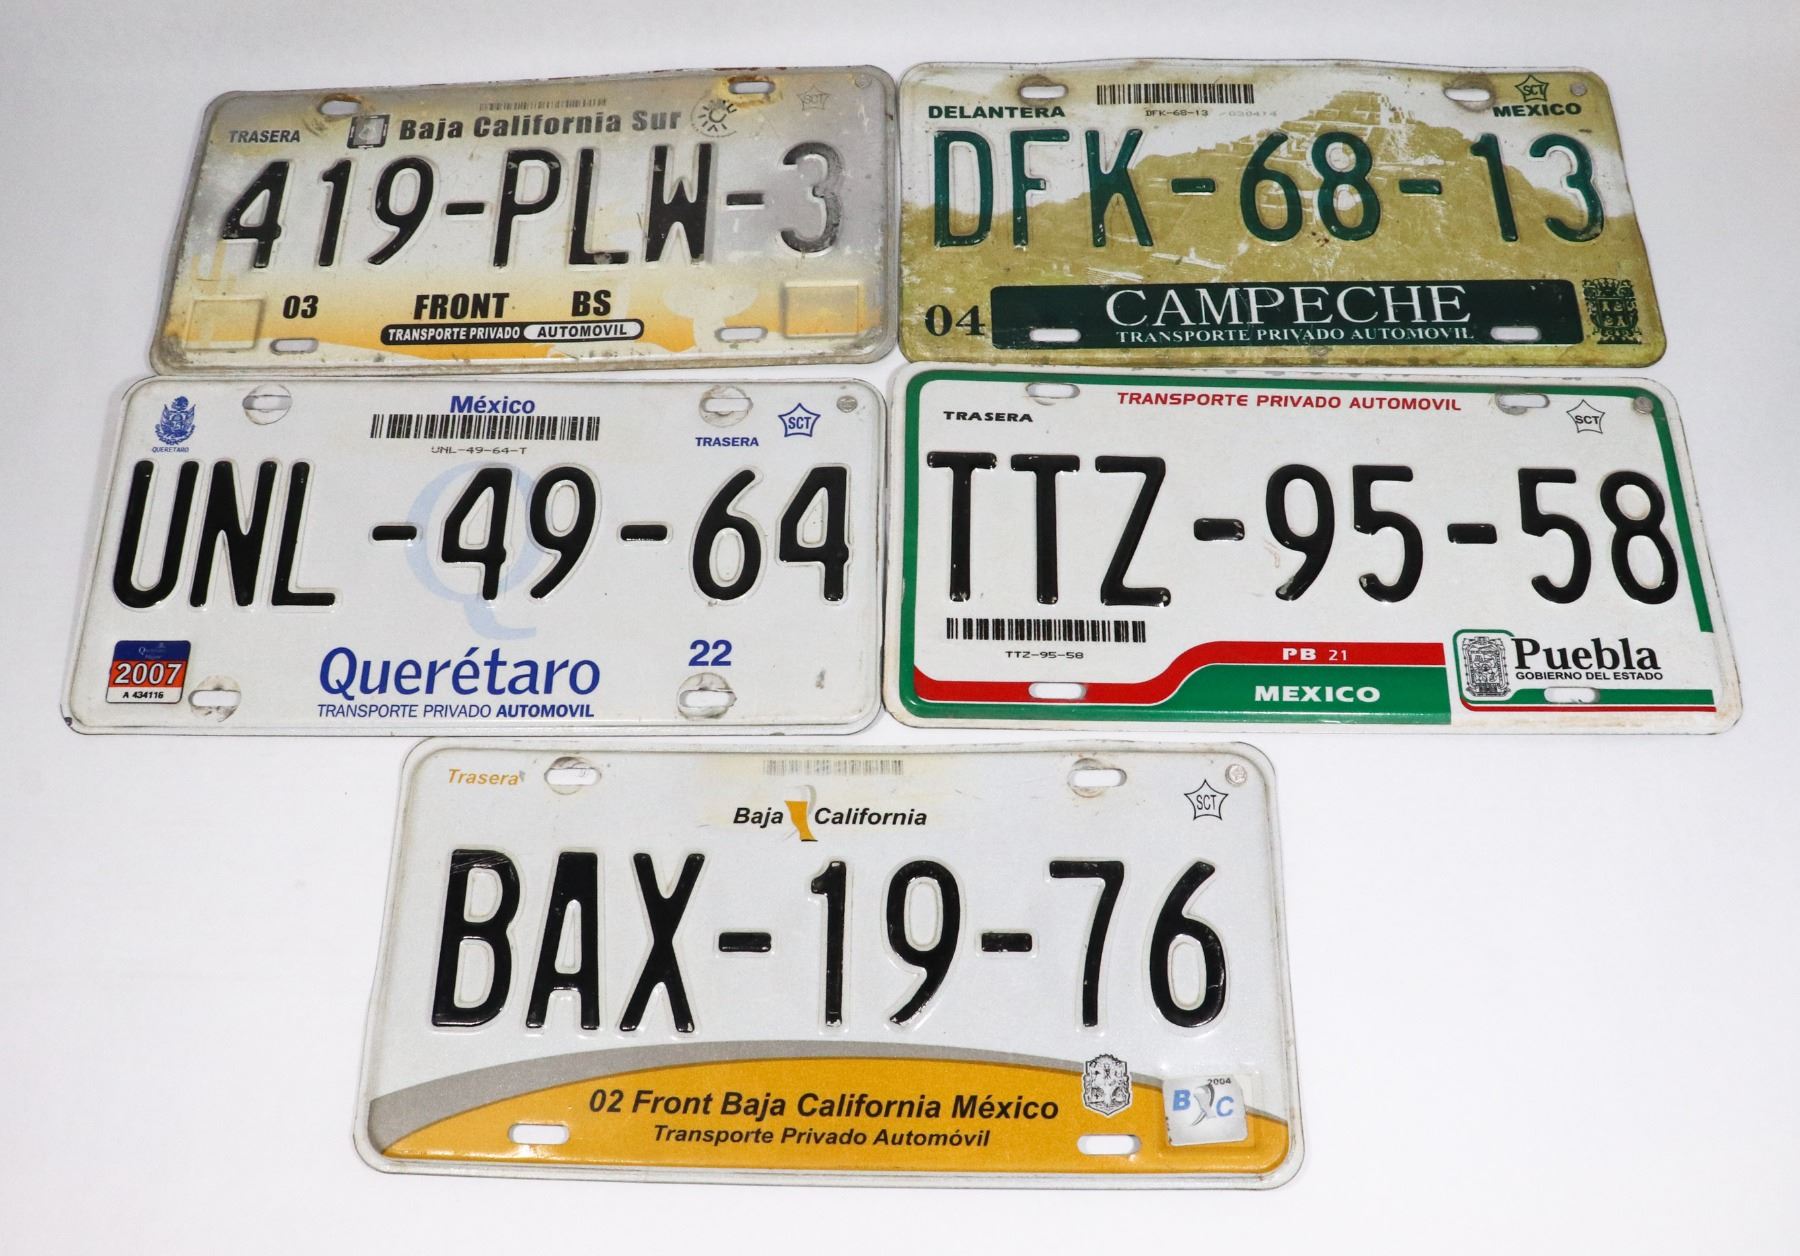 TRASERA
Baja California Sur
SCT
419-PLW-3
03 FRONT BS
TRANSPORTE PRIVADO AUTOMOVIL
DELANTERA
DFK-68-13 030414
SCT
MEXICO
DFK-68-13
04
CAMPECHE
TRANSPORTE PRIVADO AUTOMOVIL
QUERETARO
México
UNL-49-64-T
TRASERA
SCT
UNL-49-64
2007
A 434116
Querétaro
22
TRANSPORTE PRIVADO AUTOMOVIL
TRASERA
TRANSPORTE PRIVADO AUTOMOVIL
SCT
TTZ-95-58
TTZ-95-58
PB 21
MEXICO
Puebla
GOBIERNO DEL ESTADO
Trasera
Baja California
SCT
BAX-19-76
02 Front Baja California México
Transporte Privado Automóvil
2004
B C